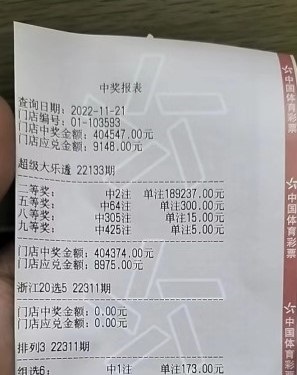 中奖报表
查询日期：2022-11-21
门店编号：01-103593
门店中奖金额：404547.00元
门店应兑金额：9148.00元
超级大乐透 22133期
二等奖：中2注 单注189237.00元
五等奖：中64注 单注300.00元
八等奖：中305注 单注15.00元
九等奖：中425注 单注5.00元
门店中奖金额：404374.00元
门店应兑金额：8975.00元
浙江20选5 22311期
门店中奖金额：0.00元
门店应兑金额：0.00元
排列3 22311期
组选6：中1注 单注173.00元
中国体育彩票
中国体育彩票
中国体育彩票